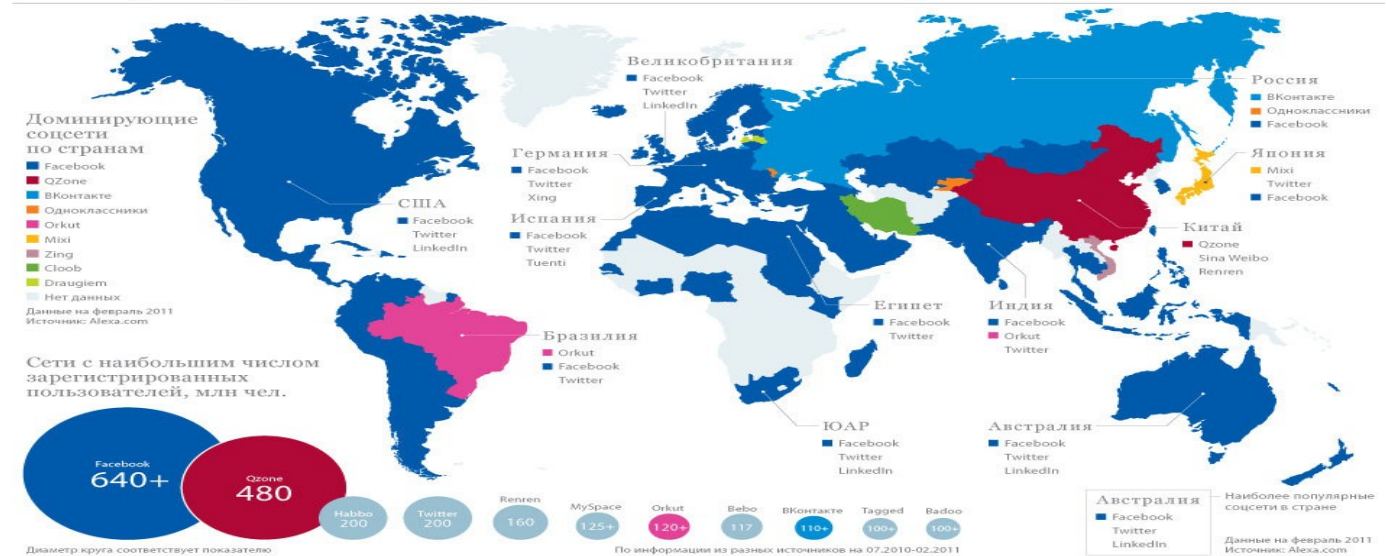 Доминирующие
соцсети
по странам
Facebook
QZone
ВКонтакте
Одноклассники
Orkut
Mixi
Zing
Cloob
Draugiem
Нет данных
Данные на февраль 2011
Источник: Alexa.com
США
Facebook
Twitter
LinkedIn
Великобритания
Facebook
Twitter
LinkedIn
Германия
Facebook
Twitter
Xing
Испания
Facebook
Twitter
Tuenti
Россия
ВКонтакте
Одноклассники
Facebook
Япония
Mixi
Twitter
Facebook
Китай
Qzone
Sina Weibo
Renren
Египет
Facebook
Twitter
Индия
Facebook
Orkut
Twitter
Бразилия
Orkut
Facebook
Twitter
ЮАР
Facebook
Twitter
LinkedIn
Австралия
Facebook
Twitter
LinkedIn
Сети с наибольшим числом
зарегистрированных
пользователей, млн чел.
Facebook
640+
Qzone
480
Habbo
200
Twitter
200
Renren
160
MySpace
125+
Orkut
120+
Bebo
117
ВКонтакте
110+
Tagged
100+
Badoo
100+
Диаметр круга соответствует показателю
По информации из разных источников на 07.2010-02.2011
Австралия
Facebook
Twitter
LinkedIn
Наиболее популярные
соцсети в стране
Данные на февраль 2011
Источник: Alexa.com